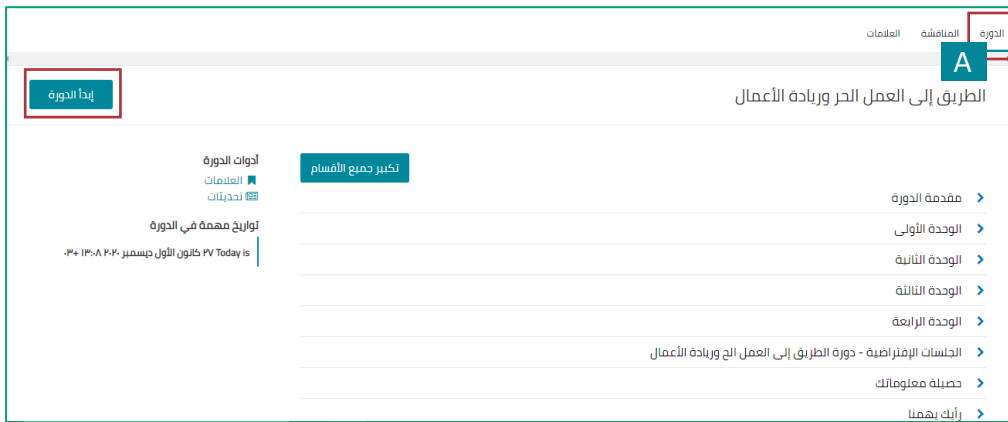 الدورة المناقشة العلامات
A
الطريق إلى العمل الحر وريادة الأعمال
إبدأ الدورة
تكبير جميع الأقسام
مقدمة الدورة
الوحدة الأولى
الوحدة الثانية
الوحدة الثالثة
الوحدة الرابعة
الجلسات الإفتراضية - دورة الطريق إلى العمل الح وريادة الأعمال
حصيلة معلوماتك
رأيك يهمنا
أدوات الدورة
العلامات
تحديثات
تواريخ مهمة في الدورة
Today is ٢٧ كانون الأول ديسمبر ٢٠٢٠ ١٣:٠٨ +٠٣